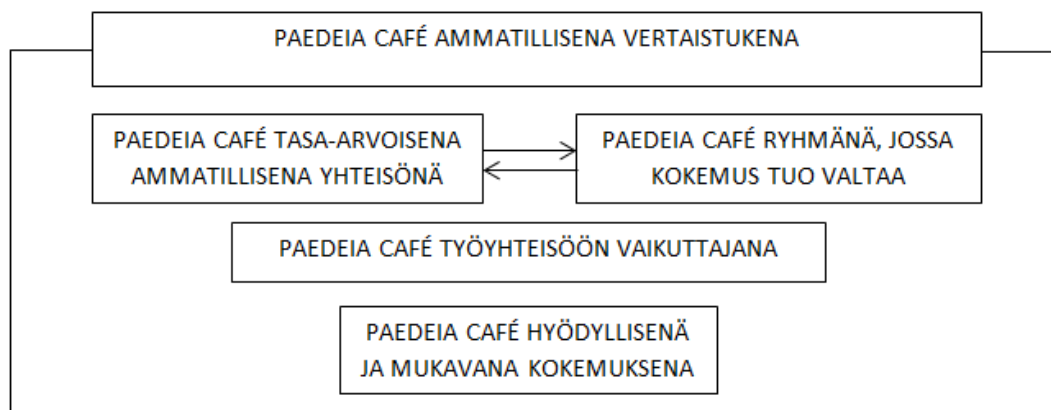 PAEDEIA CAFÉ AMMATILLISENA VERTAISTUKENA
PAEDEIA CAFÉ TASA-ARVOISENA
AMMATILLISENA YHTEISÖNÄ
PAEDEIA CAFÉ RYHMÄNÄ, JOSSA
KOKEMUS TUO VALTAA
PAEDEIA CAFÉ TYÖYHTEISÖÖN VAIKUTTAJANA
PAEDEIA CAFÉ HYÖDYLLISENÄ
JA MUKAVANA KOKEMUKSENA